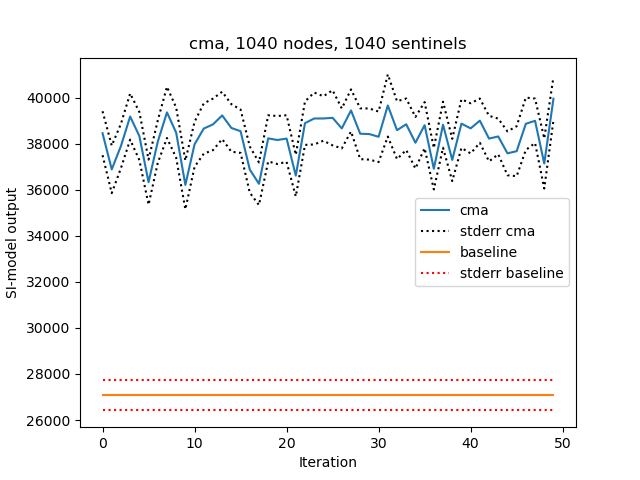 cma, 1040 nodes, 1040 sentinels
SI-model output
40000
38000
36000
34000
32000
30000
28000
26000
cma
stderr cma
baseline
stderr baseline
0 10 20 30 40 50
Iteration